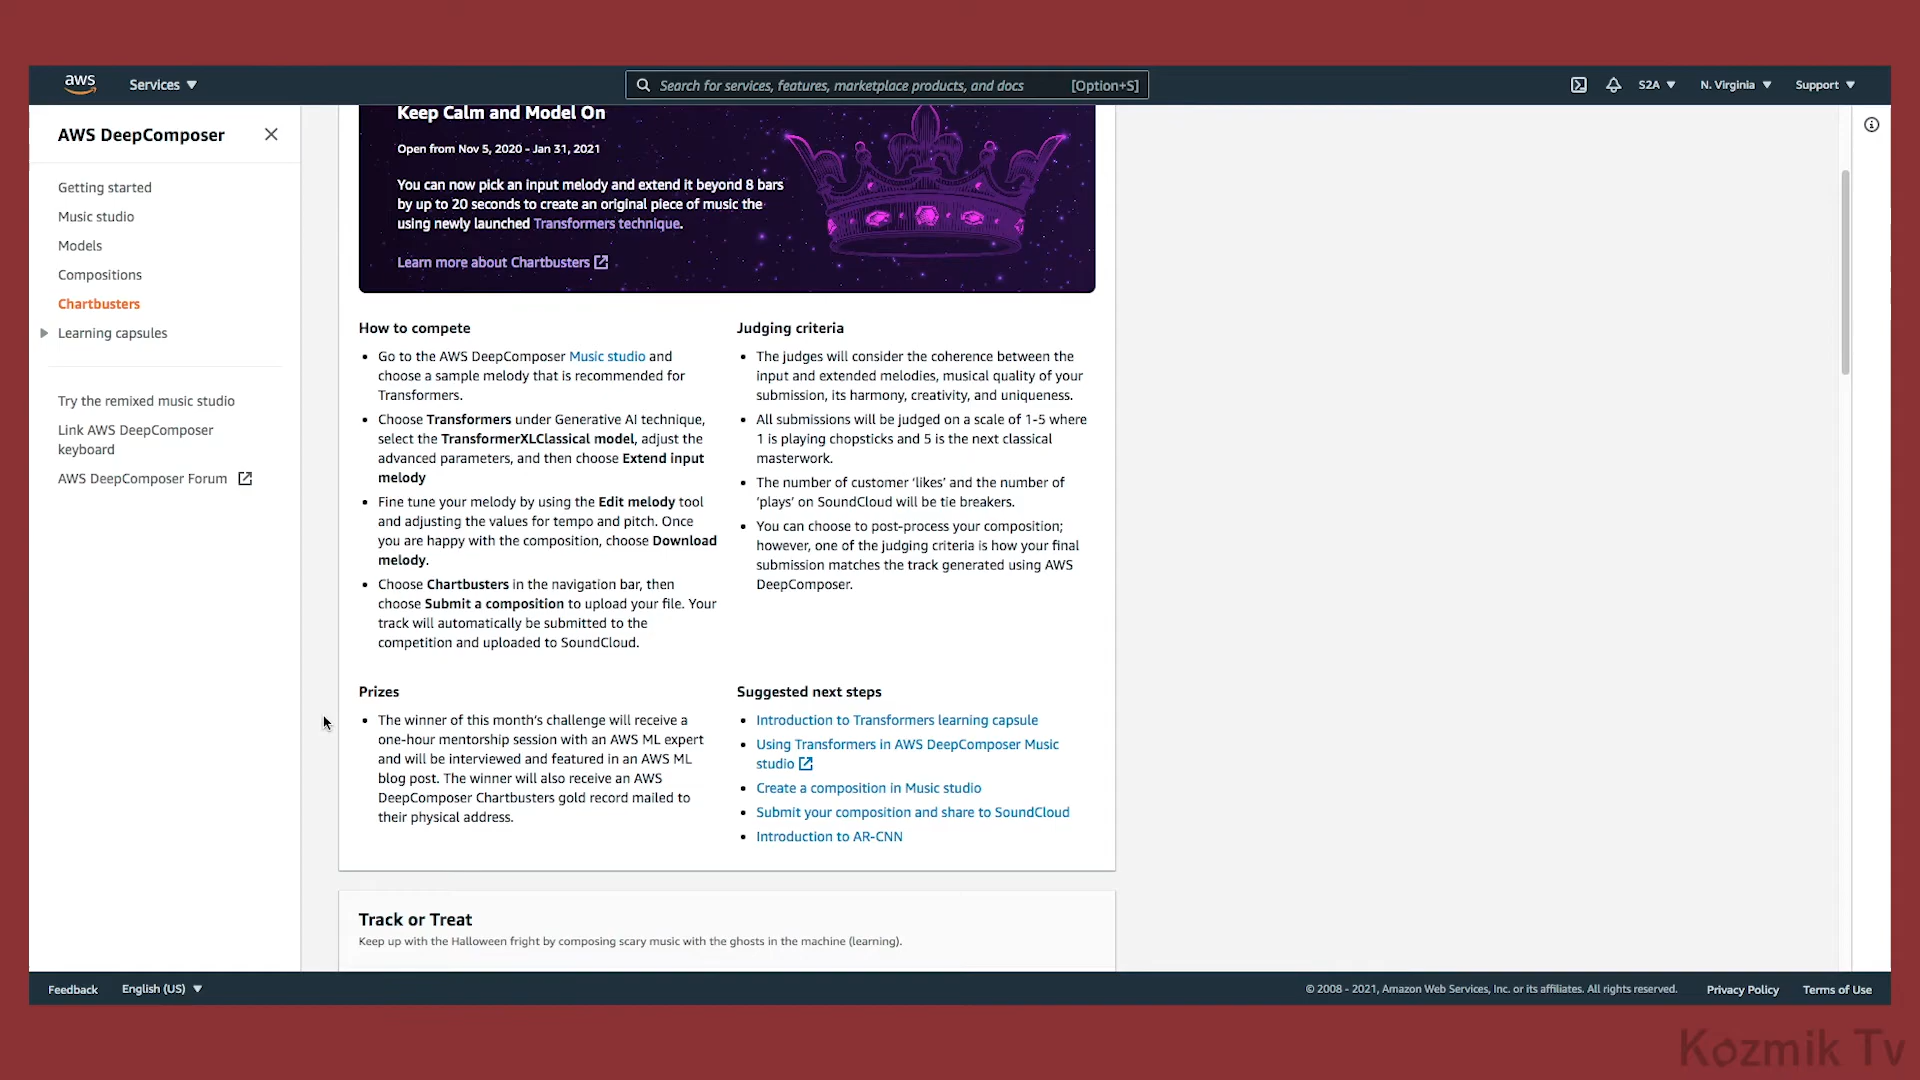 aws
Services
Search for services, features, marketplace products, and docs
[Option+S]
S2A
N. Virginia
Support
AWS DeepComposer
Getting started
Music studio
Models
Compositions
Chartbusters
Learning capsules
Try the remixed music studio
Link AWS DeepComposer
keyboard
AWS DeepComposer Forum
Keep Calm and Model On
Open from Nov 5, 2020 - Jan 31, 2021
You can now pick an input melody and extend it beyond 8 bars
by up to 20 seconds to create an original piece of music the
using newly launched Transformers technique.
Learn more about Chartbusters
How to compete
• Go to the AWS DeepComposer Music studio and
choose a sample melody that is recommended for
Transformers.
• Choose Transformers under Generative AI technique,
select the TransformerXLClassical model, adjust the
advanced parameters, and then choose Extend input
melody
• Fine tune your melody by using the Edit melody tool
and adjusting the values for tempo and pitch. Once
you are happy with the composition, choose Download
melody.
• Choose Chartbusters in the navigation bar, then
choose Submit a composition to upload your file. Your
track will automatically be submitted to the
competition and uploaded to SoundCloud.
Judging criteria
• The judges will consider the coherence between the
input and extended melodies, musical quality of your
submission, its harmony, creativity, and uniqueness.
• All submissions will be judged on a scale of 1-5 where
1 is playing chopsticks and 5 is the next classical
masterwork.
• The number of customer ‘likes’ and the number of
‘plays’ on SoundCloud will be tie breakers.
• You can choose to post-process your composition;
however, one of the judging criteria is how your final
submission matches the track generated using AWS
DeepComposer.
Prizes
• The winner of this month’s challenge will receive a
one-hour mentorship session with an AWS ML expert
and will be interviewed and featured in an AWS ML
blog post. The winner will also receive an AWS
DeepComposer Chartbusters gold record mailed to
their physical address.
Suggested next steps
• Introduction to Transformers learning capsule
• Using Transformers in AWS DeepComposer Music
studio
• Create a composition in Music studio
• Submit your composition and share to SoundCloud
• Introduction to AR-CNN
Track or Treat
Keep up with the Halloween fright by composing scary music with the ghosts in the machine (learning).
Feedback
English (US)
© 2008 - 2021, Amazon Web Services, Inc. or its affiliates. All rights reserved.
Privacy Policy
Terms of Use
Kozmik Tv